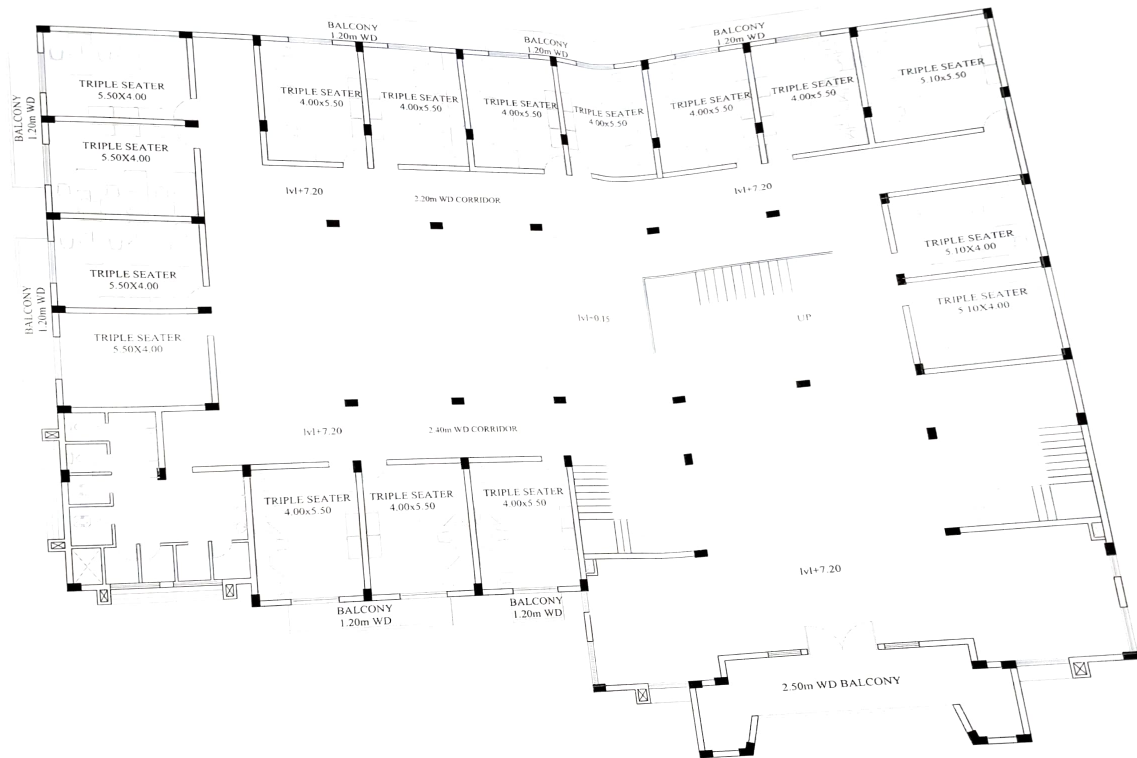 BALCONY
1.20m WD
BALCONY
1.20m WD
BALCONY
1.20m WD
TRIPLE SEATER
5.50X4.00
TRIPLE SEATER
4.00x5.50
TRIPLE SEATER
4.00x5.50
TRIPLE SEATER
4.00x5.50
TRIPLE SEATER
4.00x5.50
TRIPLE SEATER
4.00x5.50
TRIPLE SEATER
4.00x5.50
TRIPLE SEATER
5.10x5.50
BALCONY
1.20m WD
TRIPLE SEATER
5.50X4.00
lvl+7.20
2.20m WD CORRIDOR
lvl+7.20
TRIPLE SEATER
5.50X4.00
TRIPLE SEATER
5.10X4.00
BALCONY
1.20m WD
TRIPLE SEATER
5.50X4.00
lvl+0.15
UP
TRIPLE SEATER
5.10X4.00
lvl+7.20
2.40m WD CORRIDOR
TRIPLE SEATER
4.00x5.50
TRIPLE SEATER
4.00x5.50
TRIPLE SEATER
4.00x5.50
lvl+7.20
BALCONY
1.20m WD
BALCONY
1.20m WD
2.50m WD BALCONY